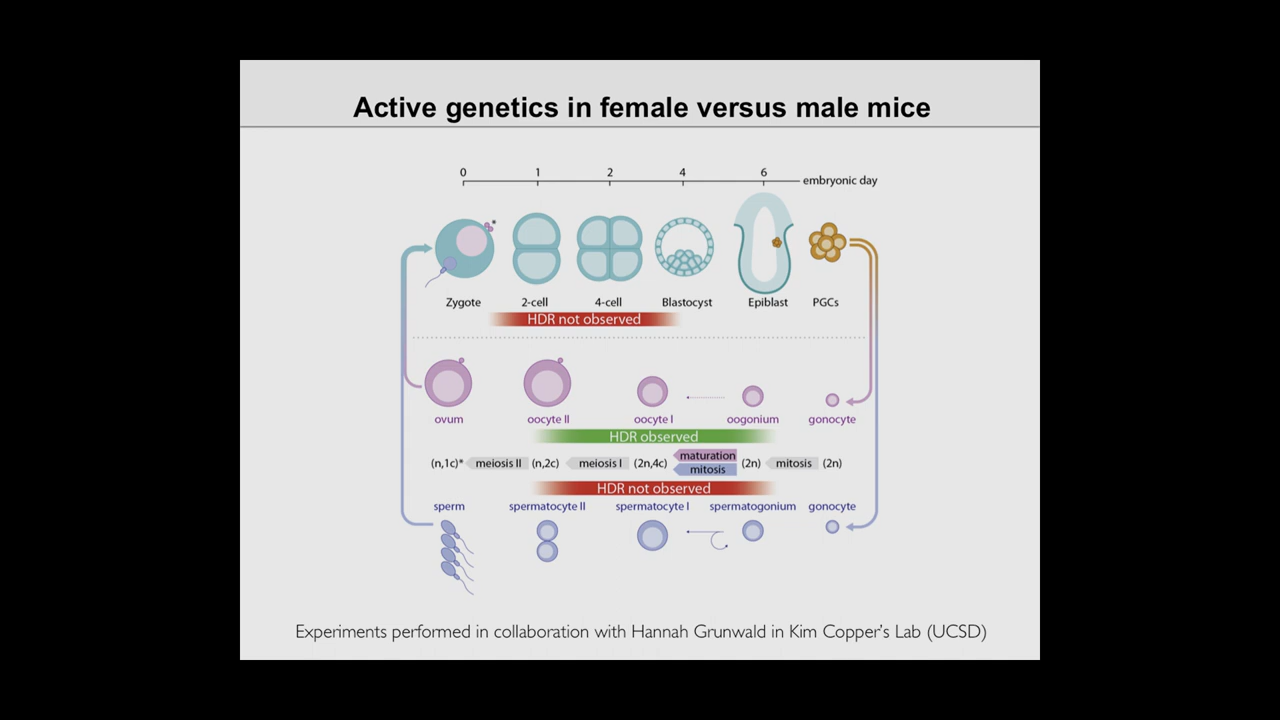 Active genetics in female versus male mice
0 1 2 4 6 embryonic day
*
Zygote 2-cell 4-cell Blastocyst Epiblast PGCs
HDR not observed
ovum oocyte II oocyte I oogonium gonocyte
HDR observed
(n,1c)* meiosis II (n,2c) meiosis I (2n,4c) maturation mitosis (2n) mitosis (2n)
HDR not observed
sperm spermatocyte II spermatocyte I spermatogonium gonocyte
Experiments performed in collaboration with Hannah Grunwald in Kim Copper's Lab (UCSD)